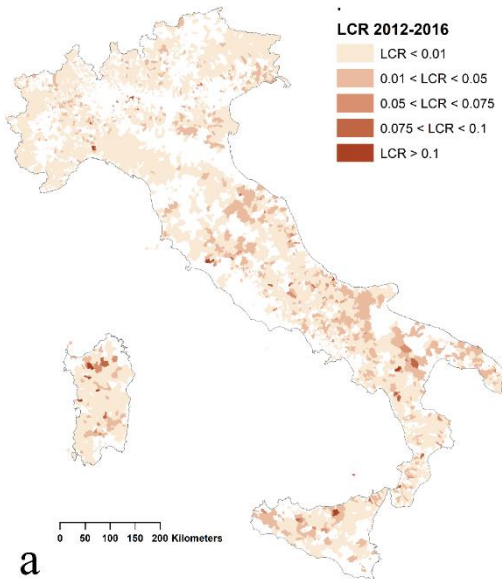 LCR 2012-2016
LCR < 0.01
0.01 < LCR < 0.05
0.05 < LCR < 0.075
0.075 < LCR < 0.1
LCR > 0.1
0 50 100 150 200 Kilometers
a